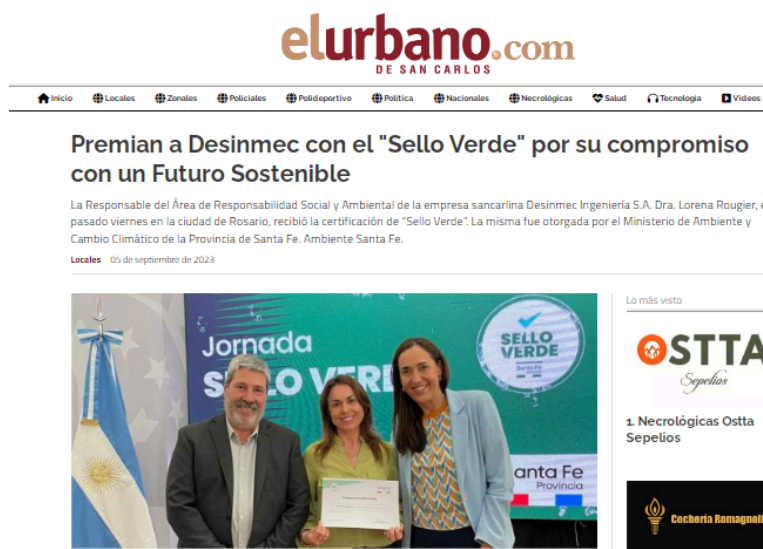 elurbano.com
DE SAN CARLOS
Inicio Locales Zonales Policiales Polideportivo Política Nacionales Necrológicas Salud Tecnología Videos
Premian a Desinmec con el "Sello Verde" por su compromiso
con un Futuro Sostenible
La Responsable del Área de Responsabilidad Social y Ambiental de la empresa sancarlina Desinmec Ingeniería S.A. Dra. Lorena Rougier, e
pasado viernes en la ciudad de Rosario, recibió la certificación de "Sello Verde". La misma fue otorgada por el Ministerio de Ambiente y
Cambio Climático de la Provincia de Santa Fe. Ambiente Santa Fe.
Locales 05 de septiembre de 2023
Lo más visto
Jornada
S LO VER
SELLO
VERDE
Santa Fe
anta Fe
Provincia
OSTTA
Sepelios
1. Necrológicas Ostta
Sepelios
Cochería Romagnoli